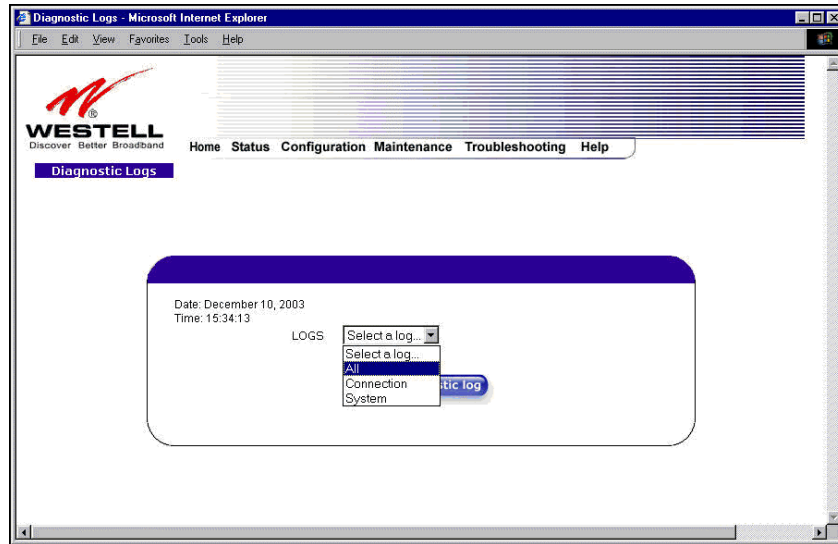 Diagnostic Logs - Microsoft Internet Explorer
File Edit View Favorites Tools Help
®
WESTELL
Discover Better Broadband
Home Status Configuration Maintenance Troubleshooting Help
Diagnostic Logs
Date: December 10, 2003
Time: 15:34:13
LOGS Select a log...
Select a log...
All
Connection
System
log